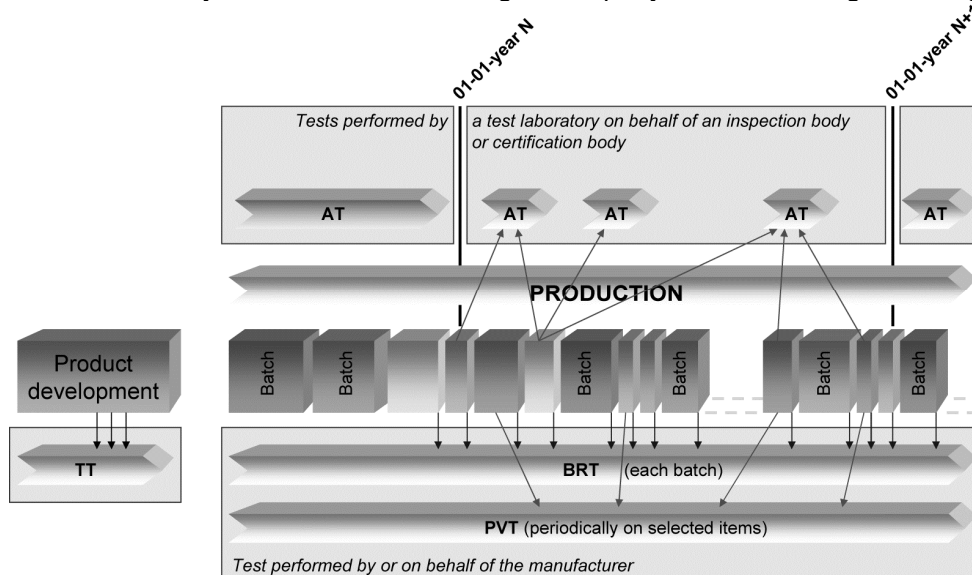 01-01-year N
01-01-year N+1
Tests performed by
a test laboratory on behalf of an inspection body
or certification body
AT
AT
AT
AT
AT
PRODUCTION
Product
development
Batch
Batch
Batch
Batch
Batch
Batch
TT
BRT (each batch)
PVT (periodically on selected items)
Test performed by or on behalf of the manufacturer